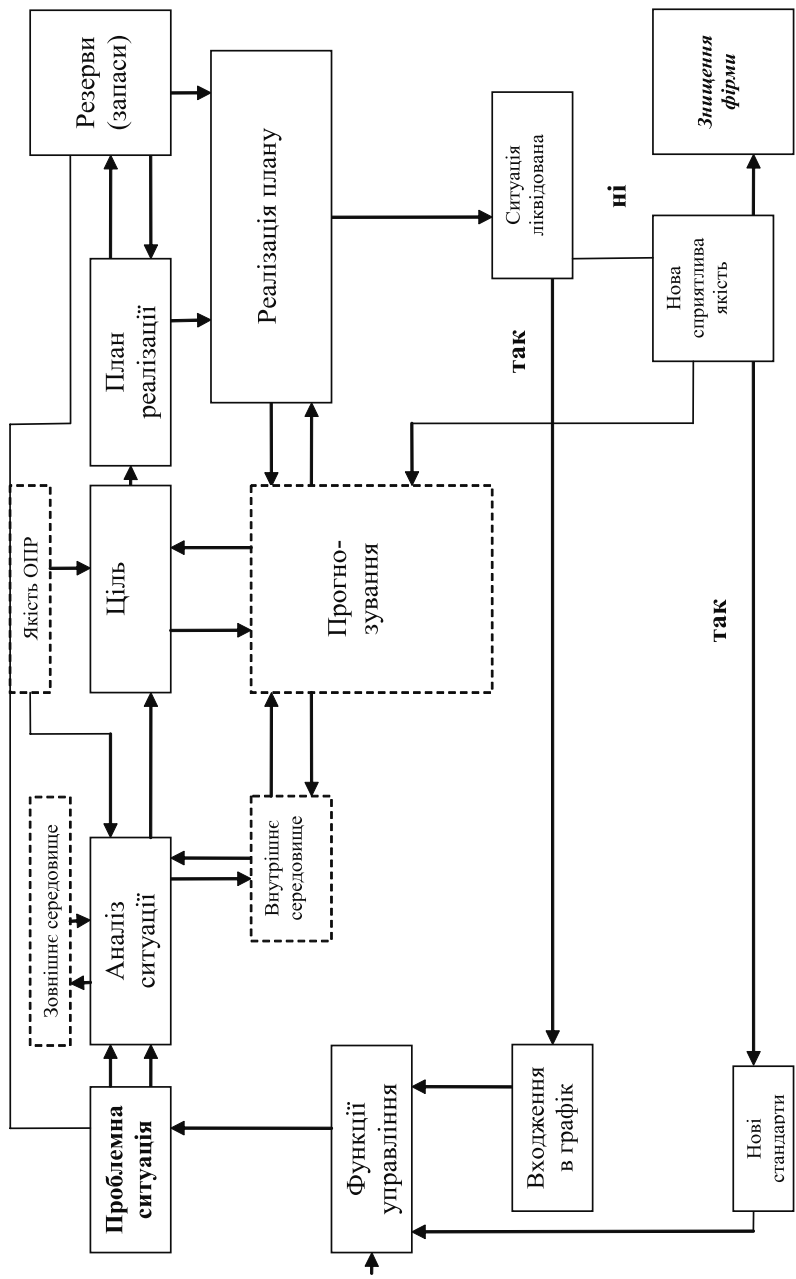 Зовнішнє середовище
Якість ОПР
Резерви
(запаси)
Проблемна
ситуація
Аналіз
ситуації
Ціль
План
реалізації
Реалізація плану
Внутрішнє
середовище
Прогно-
зування
Функції
управління
Ситуація
ліквідована
так
ні
Входження
в графік
Нова
сприятлива
якість
Знищення
фірми
так
Нові
стандарти